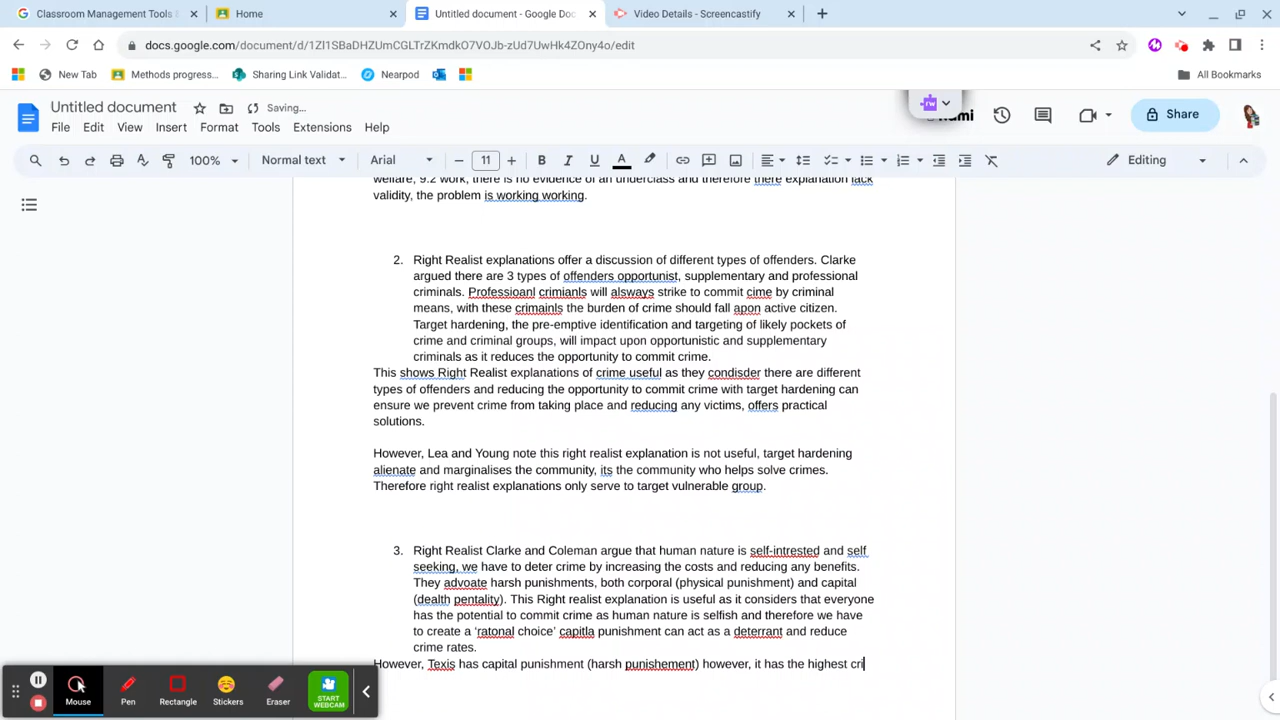 Classroom Management Tools
Home
Untitled document - Google Doc
Video Details - Screencastify
docs.google.com/document/d/1Zl1SBaDHZUmCGLTrZKmdkO7VOJb-zUd7UwHk4ZOny4o/edit
New Tab
Methods progress...
Sharing Link Validat...
Nearpod
All Bookmarks
Untitled document
Saving...
Share
File Edit View Insert Format Tools Extensions Help
100% Normal text Arial 11 Editing
welfare, 9.2 work, there is no evidence of an underclass and therefore there explanation lack
validity, the problem is working working.
2. Right Realist explanations offer a discussion of different types of offenders. Clarke
argued there are 3 types of offenders opportunist, supplementary and professional
criminals. Professioanl crimianls will alsways strike to commit cime by criminal
means, with these crimainls the burden of crime should fall apon active citizen.
Target hardening, the pre-emptive identification and targeting of likely pockets of
crime and criminal groups, will impact upon opportunistic and supplementary
criminals as it reduces the opportunity to commit crime.
This shows Right Realist explanations of crime useful as they condisder there are different
types of offenders and reducing the opportunity to commit crime with target hardening can
ensure we prevent crime from taking place and reducing any victims, offers practical
solutions.
However, Lea and Young note this right realist explanation is not useful, target hardening
alienate and marginalises the community, its the community who helps solve crimes.
Therefore right realist explanations only serve to target vulnerable group.
3. Right Realist Clarke and Coleman argue that human nature is self-intrested and self
seeking, we have to deter crime by increasing the costs and reducing any benefits.
They advoate harsh punishments, both corporal (physical punishment) and capital
(dealth pentality). This Right realist explanation is useful as it considers that everyone
has the potential to commit crime as human nature is selfish and therefore we have
to create a 'ratonal choice' capitla punishment can act as a deterrant and reduce
crime rates.
However, Texis has capital punishment (harsh punishement) however, it has the highest cri
Mouse
Pen
Rectangle
Stickers
Eraser
START
WEBCAM